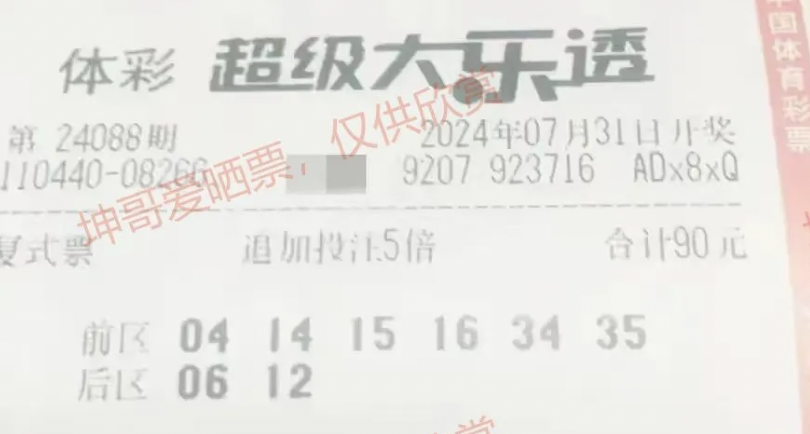 体彩 超级大乐透
第 24088期 2024年07月31日开奖
110440-08266 9207 923716 ADx8xQ
复式票 追加投注5倍 合计90元
前区 04 14 15 16 34 35
后区 06 12
坤哥爱晒票，仅供欣赏
中国体育彩票